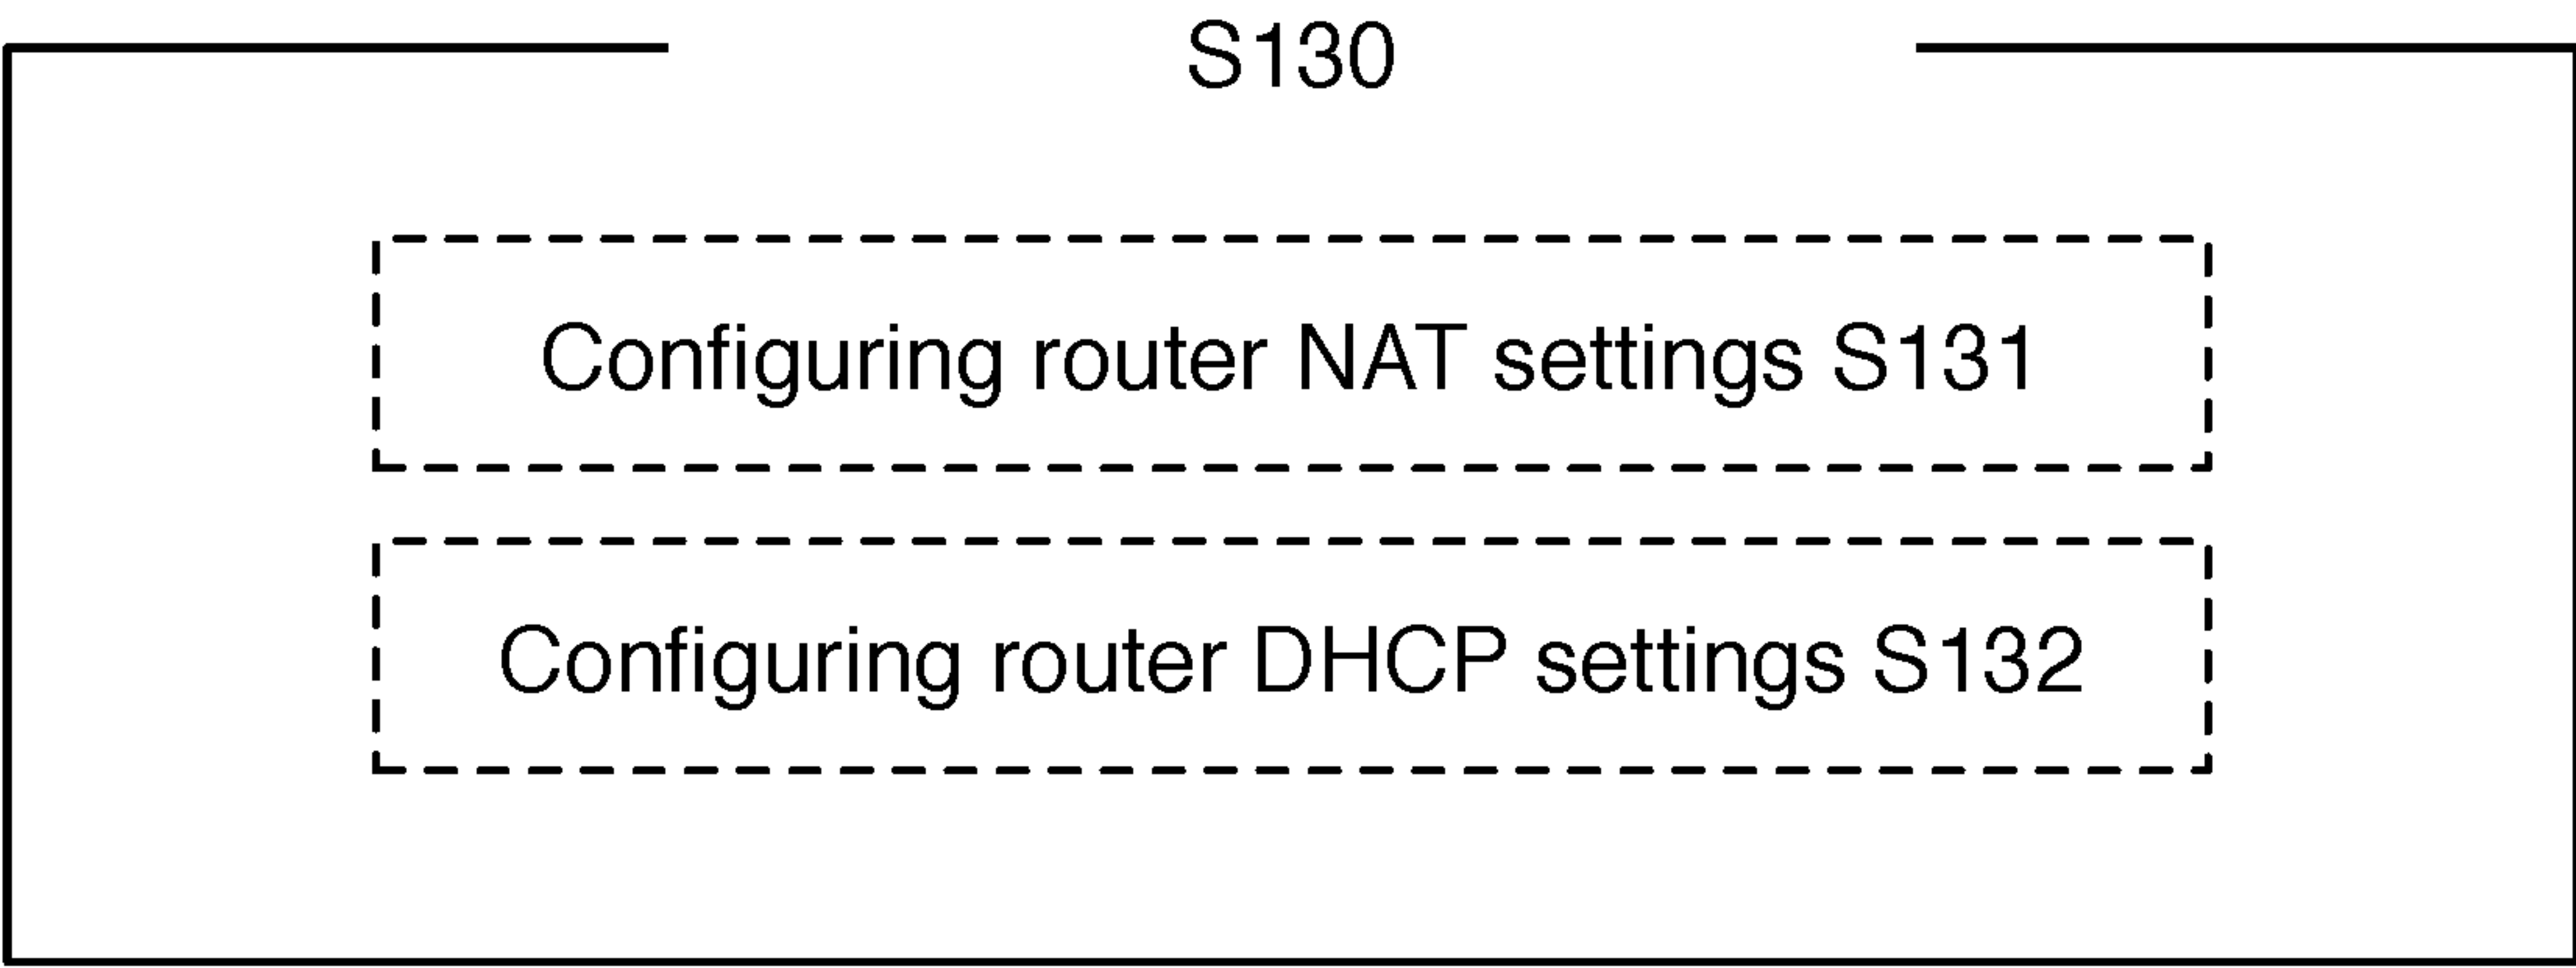 S130
Configuring router NAT settings S131
Configuring router DHCP settings S132